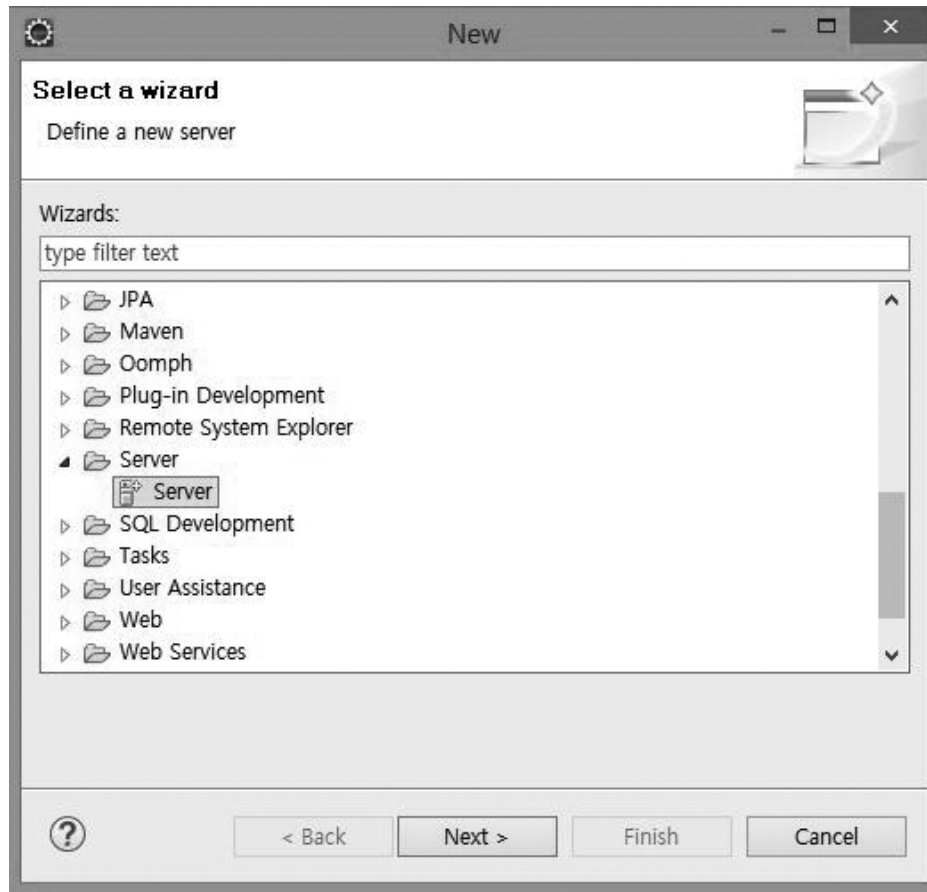 New
Select a wizard
Define a new server
Wizards:
type filter text
JPA
Maven
Oomph
Plug-in Development
Remote System Explorer
Server
Server
SQL Development
Tasks
User Assistance
Web
Web Services
? < Back Next > Finish Cancel